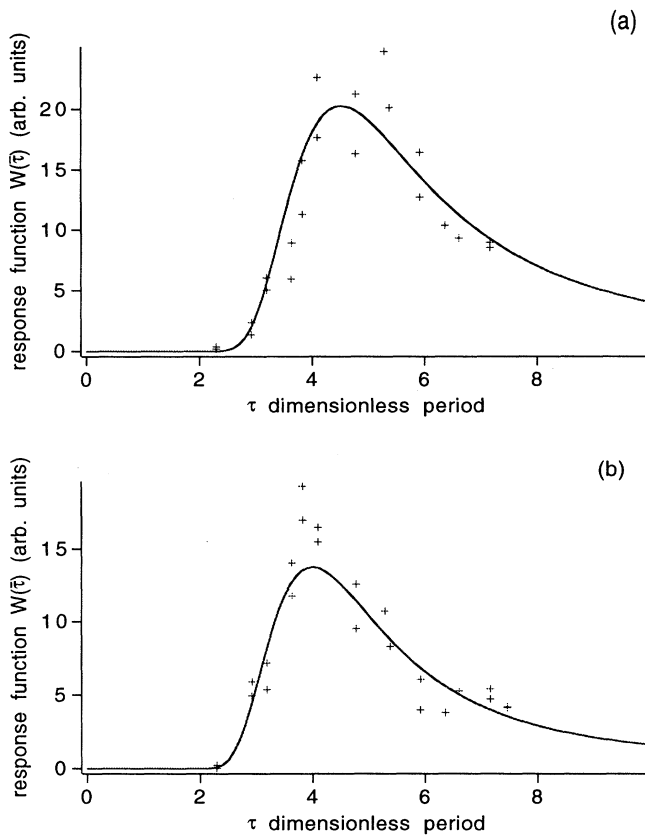 (a)
response function W(τ̄) (arb. units)
20
15
10
5
0
0 2 4 6 8
τ dimensionless period
(b)
response function W(τ̄) (arb. units)
15
10
5
0
0 2 4 6 8
τ dimensionless period